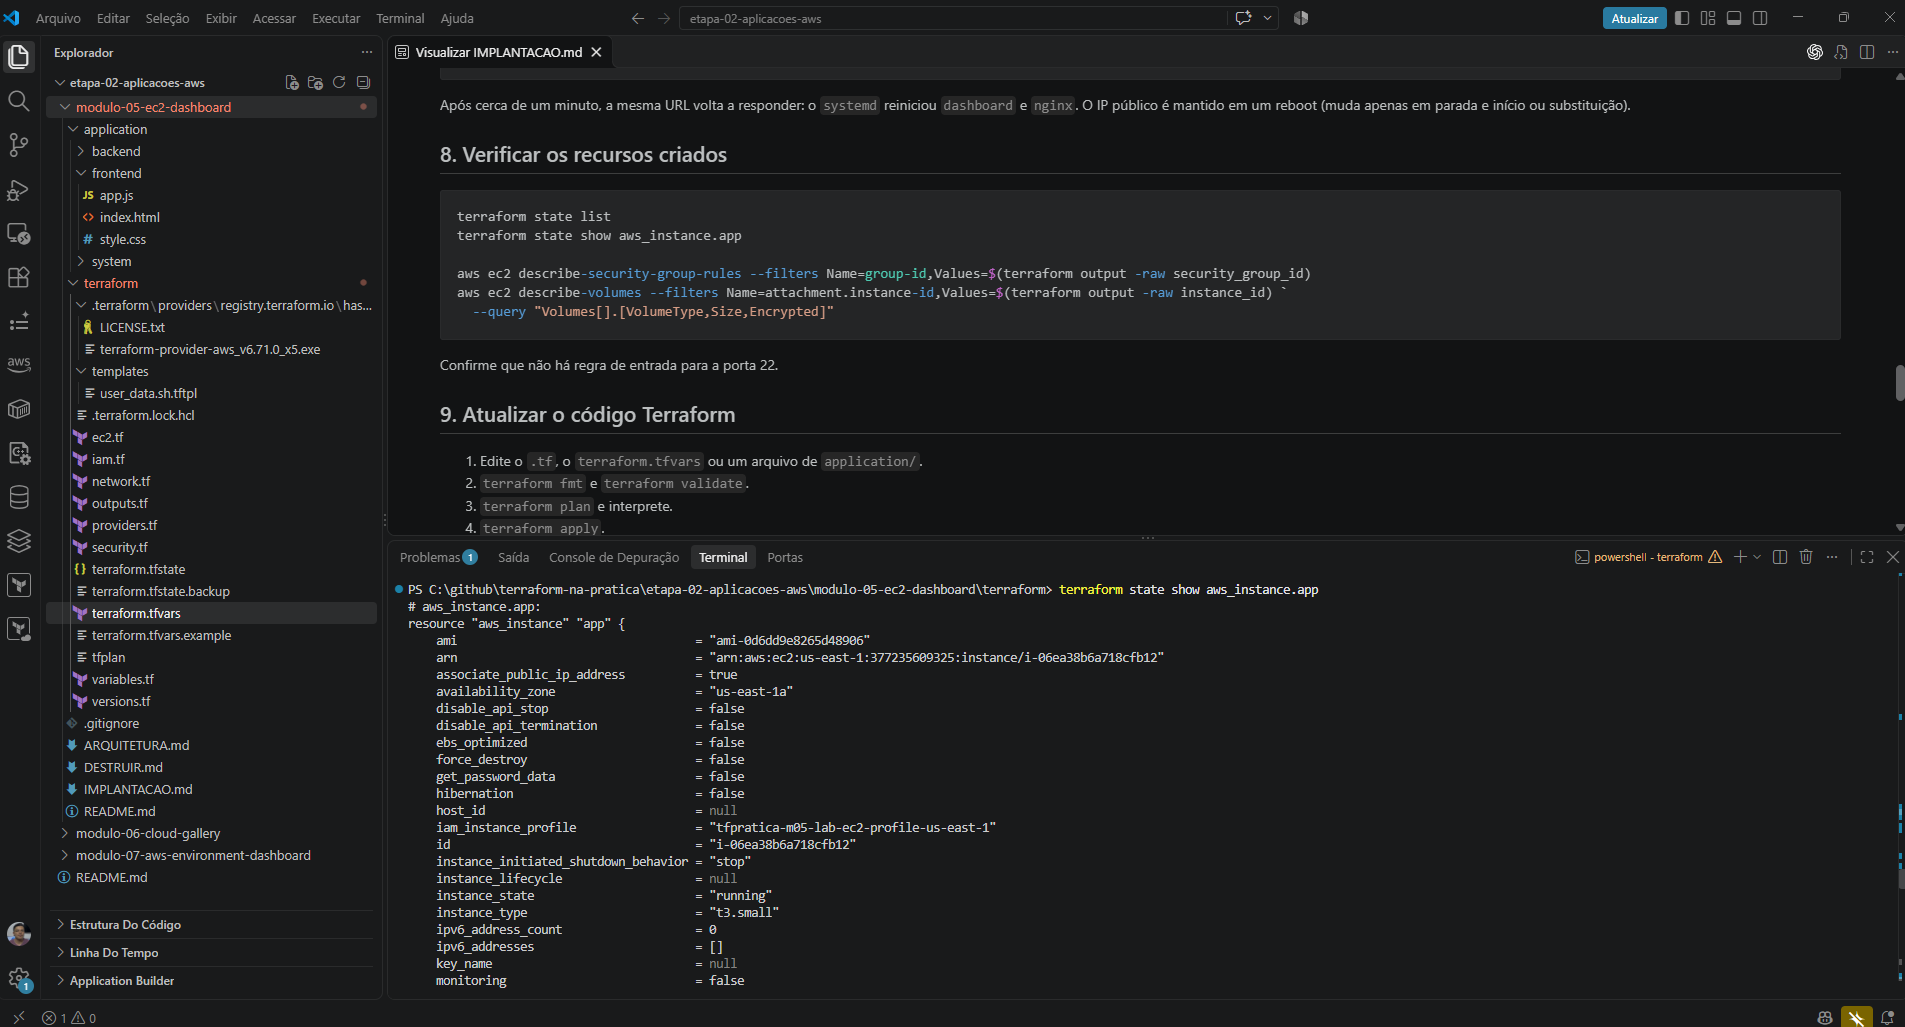 Arquivo Editar Seleção Exibir Acessar Executar Terminal Ajuda
etapa-02-aplicacoes-aws
Atualizar
Explorador
etapa-02-aplicacoes-aws
modulo-05-ec2-dashboard
application
backend
frontend
JS app.js
<> index.html
# style.css
system
terraform
.terraform\providers\registry.terraform.io\has...
LICENSE.txt
terraform-provider-aws_v6.71.0_x5.exe
templates
user_data.sh.tftpl
.terraform.lock.hcl
ec2.tf
iam.tf
network.tf
outputs.tf
providers.tf
security.tf
{} terraform.tfstate
terraform.tfstate.backup
terraform.tfvars
terraform.tfvars.example
tfplan
variables.tf
versions.tf
.gitignore
ARQUITETURA.md
DESTRUIR.md
IMPLANTACAO.md
README.md
modulo-06-cloud-gallery
modulo-07-aws-environment-dashboard
README.md
Estrutura Do Código
Linha Do Tempo
Application Builder
aws
1
1 0
Visualizar IMPLANTACAO.md
Após cerca de um minuto, a mesma URL volta a responder: o systemd reiniciou dashboard e nginx. O IP público é mantido em um reboot (muda apenas em parada e início ou substituição).
8. Verificar os recursos criados
terraform state list
terraform state show aws_instance.app
aws ec2 describe-security-group-rules --filters Name=group-id,Values=$(terraform output -raw security_group_id)
aws ec2 describe-volumes --filters Name=attachment.instance-id,Values=$(terraform output -raw instance_id) `
--query "Volumes[].[VolumeType,Size,Encrypted]"
Confirme que não há regra de entrada para a porta 22.
9. Atualizar o código Terraform
1. Edite o .tf, o terraform.tfvars ou um arquivo de application/.
2. terraform fmt e terraform validate.
3. terraform plan e interprete.
4. terraform apply.
Problemas 1 Saída Console de Depuração Terminal Portas
powershell - terraform
PS C:\github\terraform-na-pratica\etapa-02-aplicacoes-aws\modulo-05-ec2-dashboard\terraform> terraform state show aws_instance.app
# aws_instance.app:
resource "aws_instance" "app" {
ami = "ami-0d6dd9e8265d48906"
arn = "arn:aws:ec2:us-east-1:377235609325:instance/i-06ea38b6a718cfb12"
associate_public_ip_address = true
availability_zone = "us-east-1a"
disable_api_stop = false
disable_api_termination = false
ebs_optimized = false
force_destroy = false
get_password_data = false
hibernation = false
host_id = null
iam_instance_profile = "tfpratica-m05-lab-ec2-profile-us-east-1"
id = "i-06ea38b6a718cfb12"
instance_initiated_shutdown_behavior = "stop"
instance_lifecycle = null
instance_state = "running"
instance_type = "t3.small"
ipv6_address_count = 0
ipv6_addresses = []
key_name = null
monitoring = false